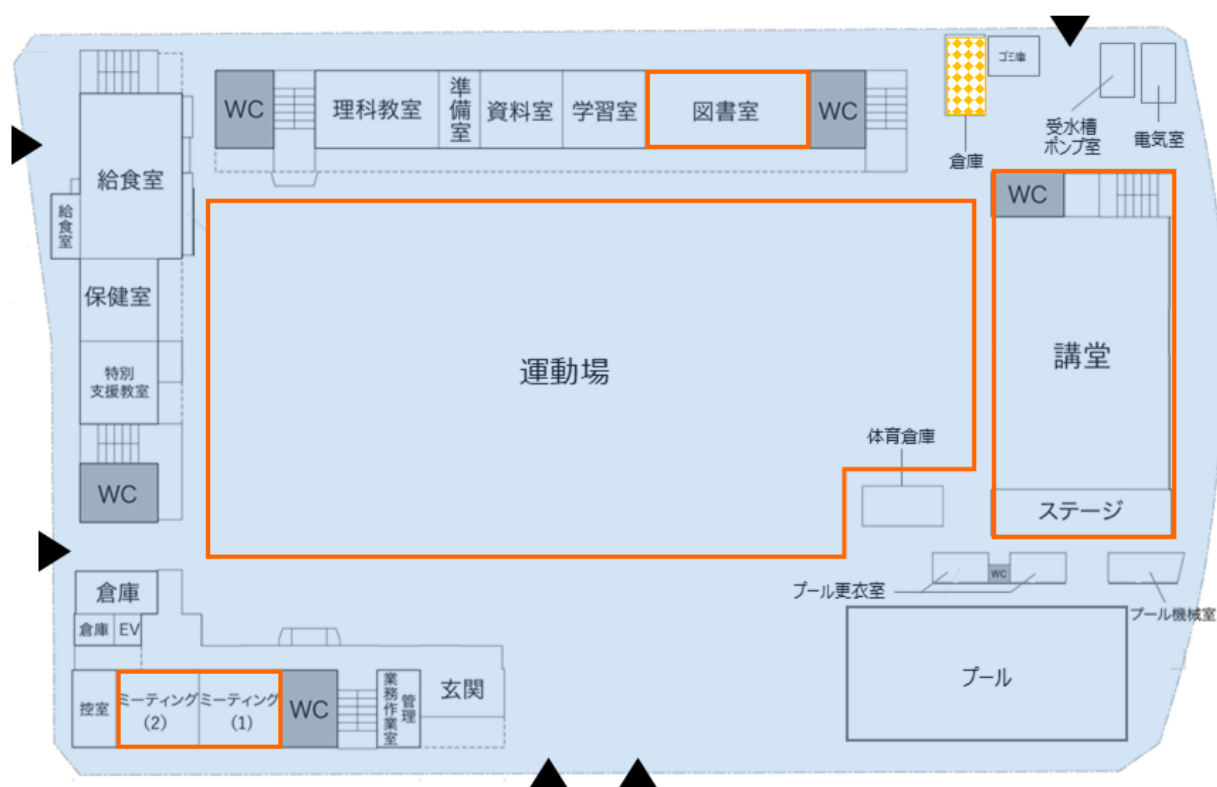 ゴミ庫
受水槽
ポンプ室
電気室
倉庫
WC
理科教室
準備室
資料室
学習室
図書室
WC
給食室
給食室
保健室
特別
支援教室
WC
運動場
体育倉庫
WC
講堂
ステージ
プール更衣室
WC
プール機械室
プール
倉庫
倉庫
EV
控室
ミーティング
(2)
ミーティング
(1)
WC
管理
業務作業室
玄関